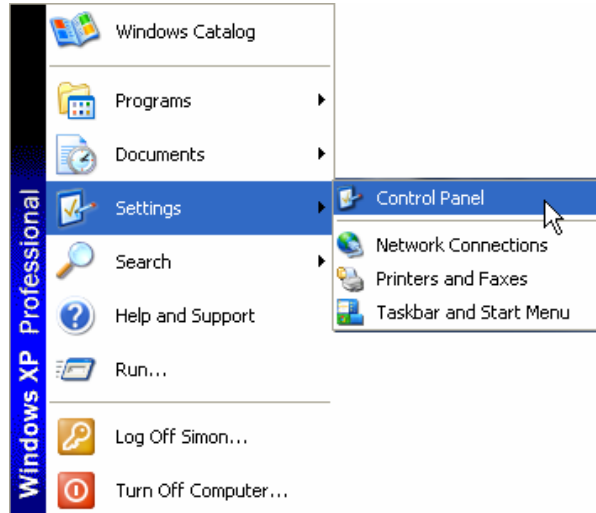 Windows Catalog
Programs
Documents
Settings
Control Panel
Network Connections
Printers and Faxes
Taskbar and Start Menu
Search
Help and Support
Run...
Log Off Simon...
Turn Off Computer...
Windows XP Professional